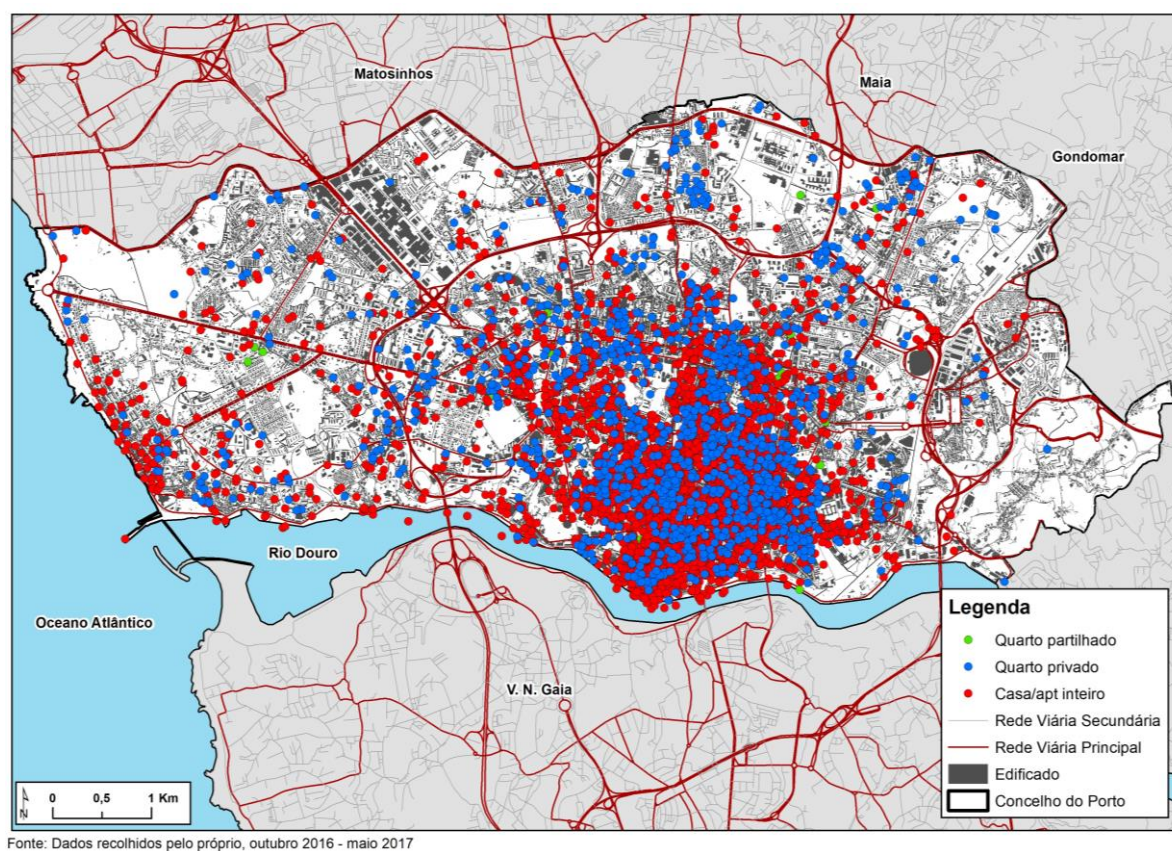 Matosinhos
Maia
Gondomar
Rio Douro
Oceano Atlântico
V. N. Gaia
Legenda
Quarto partilhado
Quarto privado
Casa/apt inteiro
Rede Viária Secundária
Rede Viária Principal
Edificado
Concelho do Porto
N
0 0,5 1 Km
Fonte: Dados recolhidos pelo próprio, outubro 2016 - maio 2017